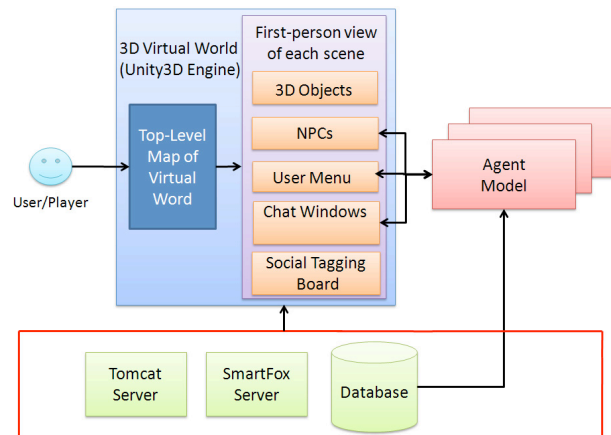 3D Virtual World
(Unity3D Engine)
First-person view
of each scene
3D Objects
Top-Level
Map of
Virtual
Word
NPCs
User Menu
Chat Windows
Social Tagging
Board
User/Player
Agent
Model
Tomcat
Server
SmartFox
Server
Database